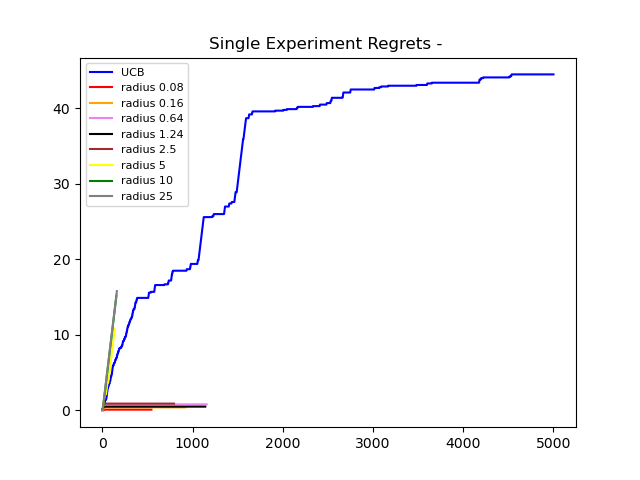 Single Experiment Regrets -
UCB
radius 0.08
radius 0.16
radius 0.64
radius 1.24
radius 2.5
radius 5
radius 10
radius 25
40
30
20
10
0
0 1000 2000 3000 4000 5000